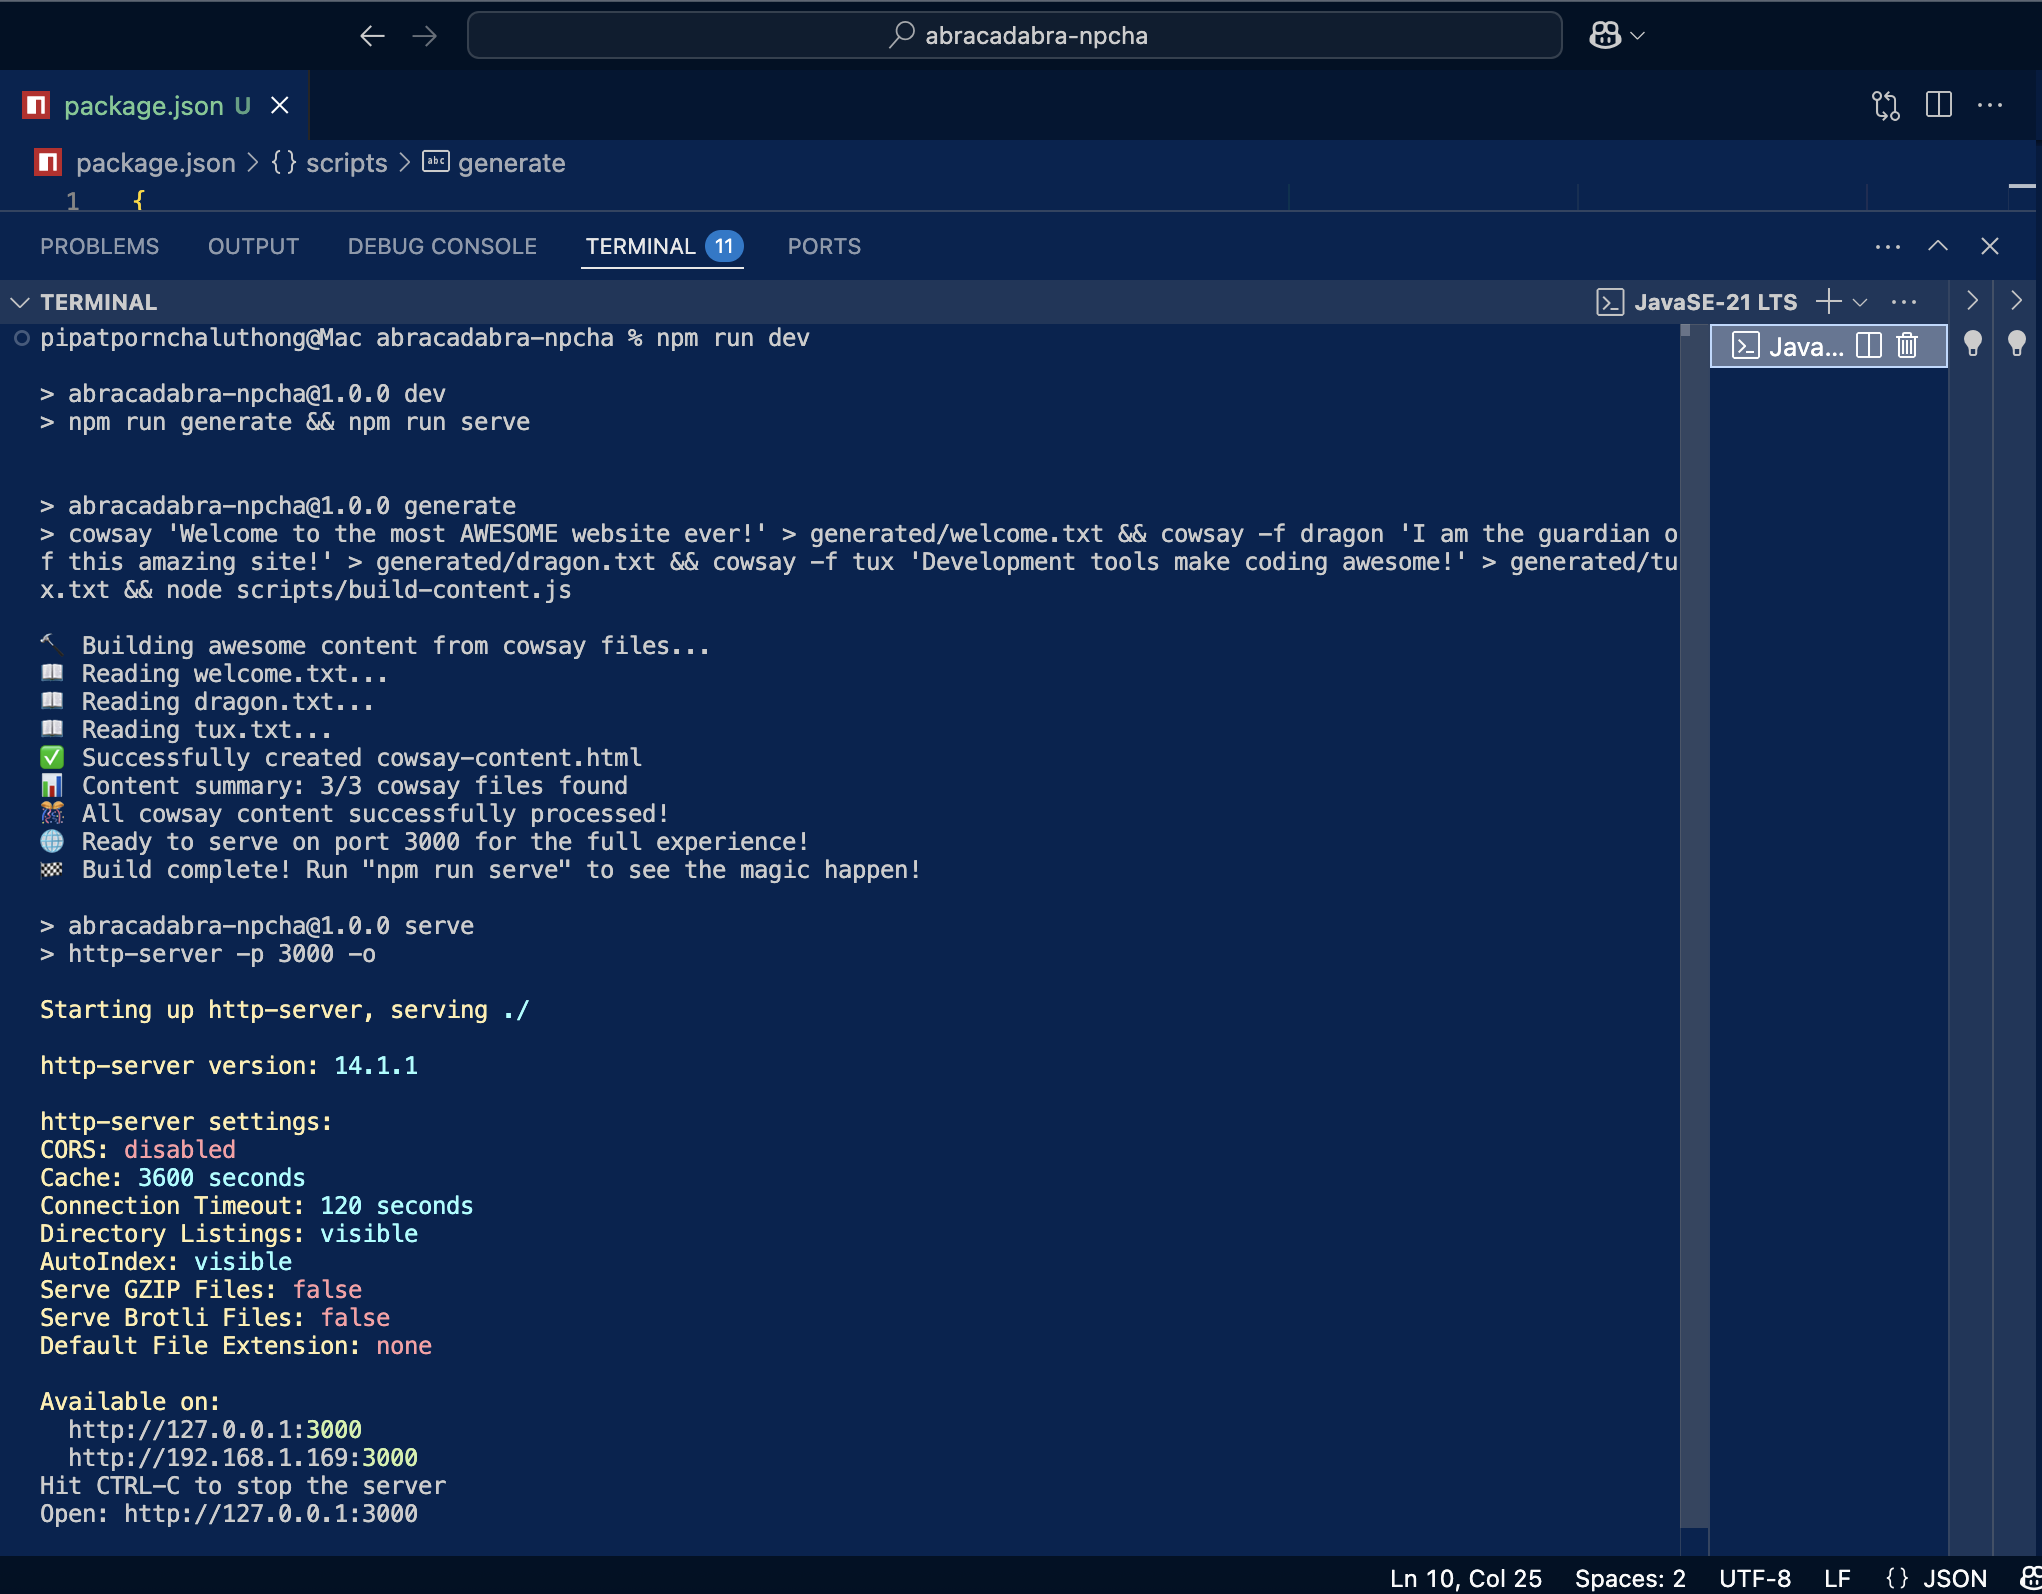 abracadabra-npcha
package.json U
package.json > {} scripts > abc generate
1 {
PROBLEMS OUTPUT DEBUG CONSOLE TERMINAL 11 PORTS
TERMINAL
JavaSE-21 LTS
Java...
pipatpornchaluthong@Mac abracadabra-npcha % npm run dev
> abracadabra-npcha@1.0.0 dev
> npm run generate && npm run serve
> abracadabra-npcha@1.0.0 generate
> cowsay 'Welcome to the most AWESOME website ever!' > generated/welcome.txt && cowsay -f dragon 'I am the guardian o
f this amazing site!' > generated/dragon.txt && cowsay -f tux 'Development tools make coding awesome!' > generated/tu
x.txt && node scripts/build-content.js
🔨 Building awesome content from cowsay files...
📖 Reading welcome.txt...
📖 Reading dragon.txt...
📖 Reading tux.txt...
✅ Successfully created cowsay-content.html
📊 Content summary: 3/3 cowsay files found
🎊 All cowsay content successfully processed!
🌐 Ready to serve on port 3000 for the full experience!
🏁 Build complete! Run "npm run serve" to see the magic happen!
> abracadabra-npcha@1.0.0 serve
> http-server -p 3000 -o
Starting up http-server, serving ./
http-server version: 14.1.1
http-server settings:
CORS: disabled
Cache: 3600 seconds
Connection Timeout: 120 seconds
Directory Listings: visible
AutoIndex: visible
Serve GZIP Files: false
Serve Brotli Files: false
Default File Extension: none
Available on:
  http://127.0.0.1:3000
  http://192.168.1.169:3000
Hit CTRL-C to stop the server
Open: http://127.0.0.1:3000
Ln 10, Col 25 Spaces: 2 UTF-8 LF {} JSON